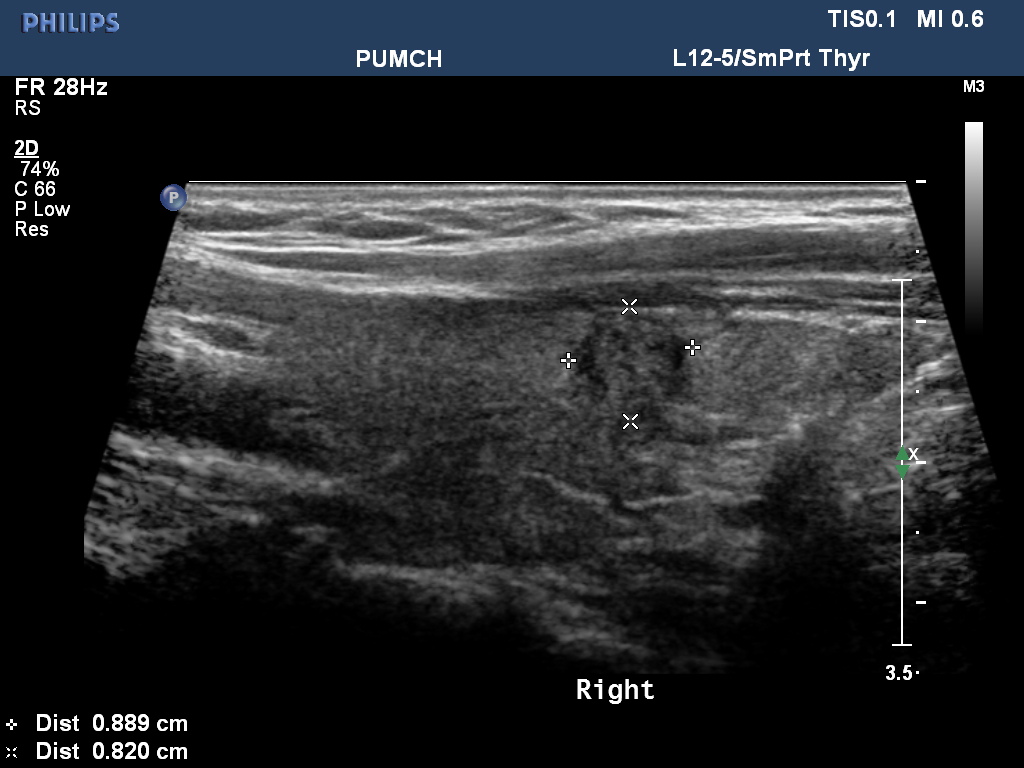 PHILIPS
TIS0.1 MI 0.6
PUMCH
L12-5/SmPrt Thyr
FR 28Hz
RS
M3
2D
74%
C 66
P Low
Res
P
X
3.5
Right
Dist 0.889 cm
Dist 0.820 cm